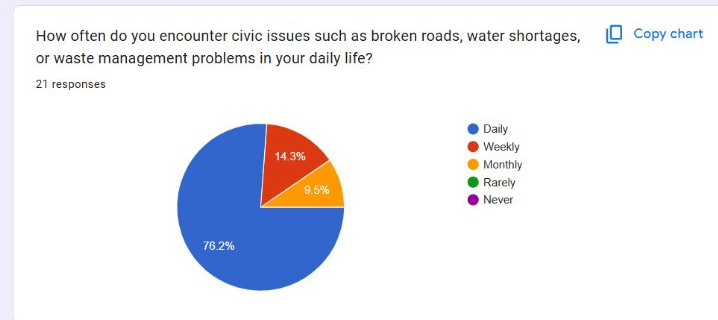 How often do you encounter civic issues such as broken roads, water shortages,
or waste management problems in your daily life?
Copy chart
21 responses
14.3%
9.5%
76.2%
Daily
Weekly
Monthly
Rarely
Never